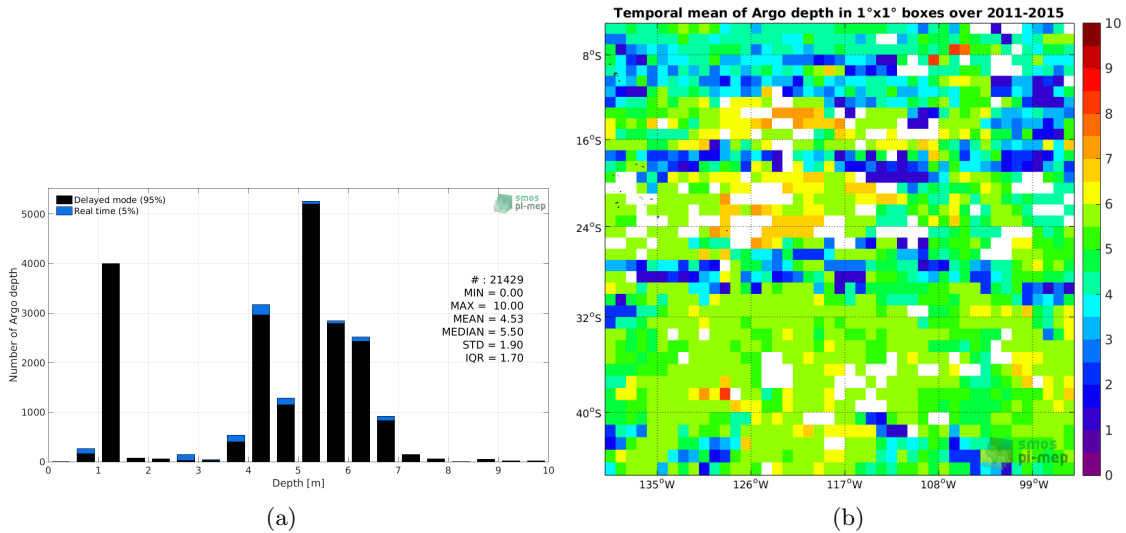 Temporal mean of Argo depth in 1°x1° boxes over 2011-2015
Delayed mode (95%)
Real time (5%)
smos
pi-mep
# : 21429
MIN = 0.00
MAX = 10.00
MEAN = 4.53
MEDIAN = 5.50
STD = 1.90
IQR = 1.70
Number of Argo depth
5000
4000
3000
2000
1000
0
0 1 2 3 4 5 6 7 8 9 10
Depth [m]
(a)
8°S
16°S
24°S
32°S
40°S
135°W 126°W 117°W 108°W 99°W
smos
pi-mep
10
9
8
7
6
5
4
3
2
1
0
(b)